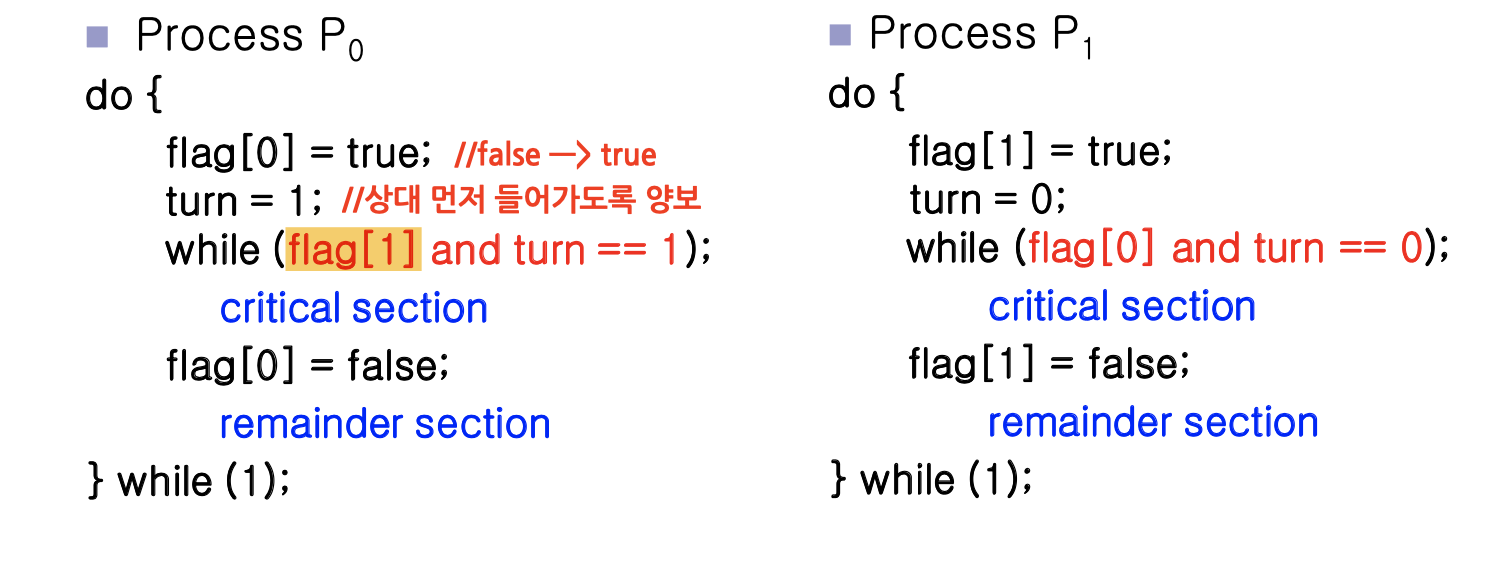 Process P0
do {
flag[0] = true; //false —> true
turn = 1; //상대 먼저 들어가도록 양보
while (flag[1] and turn == 1);
critical section
flag[0] = false;
remainder section
} while (1);
Process P1
do {
flag[1] = true;
turn = 0;
while (flag[0] and turn == 0);
critical section
flag[1] = false;
remainder section
} while (1);